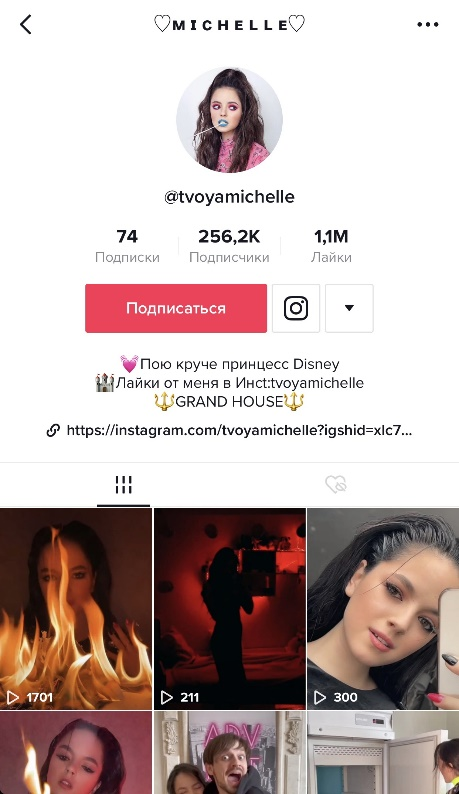 ♡ᴍɪᴄʜᴇʟʟᴇ♡
@tvoyamichelle
74 256,2K 1,1M
Подписки Подписчики Лайки
Подписаться
💓Пою круче принцесс Disney
🏰Лайки от меня в Инст:tvoyamichelle
🔱GRAND HOUSE🔱
https://instagram.com/tvoyamichelle?igshid=xlc7...
1701 211 300